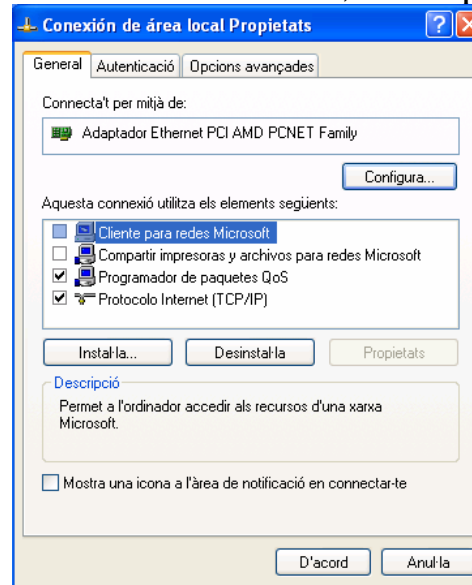 Conexión de área local Propietats
General Autenticació Opcions avançades
Connecta't per mitjà de:
Adaptador Ethernet PCI AMD PCNET Family
Configura...
Aquesta connexió utilitza els elements següents:
Cliente para redes Microsoft
Compartir impresoras y archivos para redes Microsoft
Programador de paquetes QoS
Protocolo Internet (TCP/IP)
Instal·la... Desinstal·la Propietats
Descripció
Permet a l'ordinador accedir als recursos d'una xarxa
Microsoft.
Mostra una icona a l'àrea de notificació en connectar-te
D'acord Anul·la